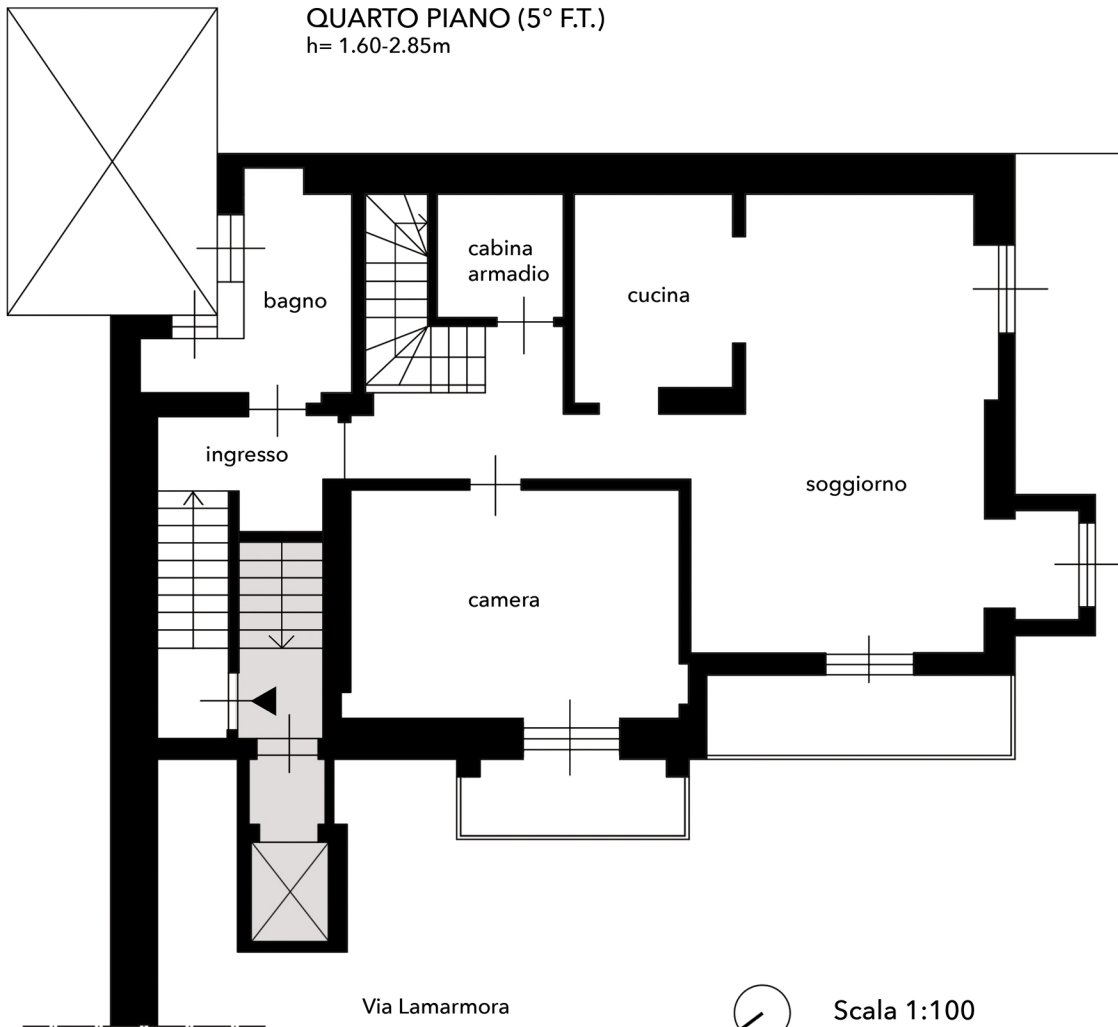 QUARTO PIANO (5° F.T.)
h= 1.60-2.85m
cabina
armadio
cucina
bagno
ingresso
soggiorno
camera
Via Lamarmora
Scala 1:100